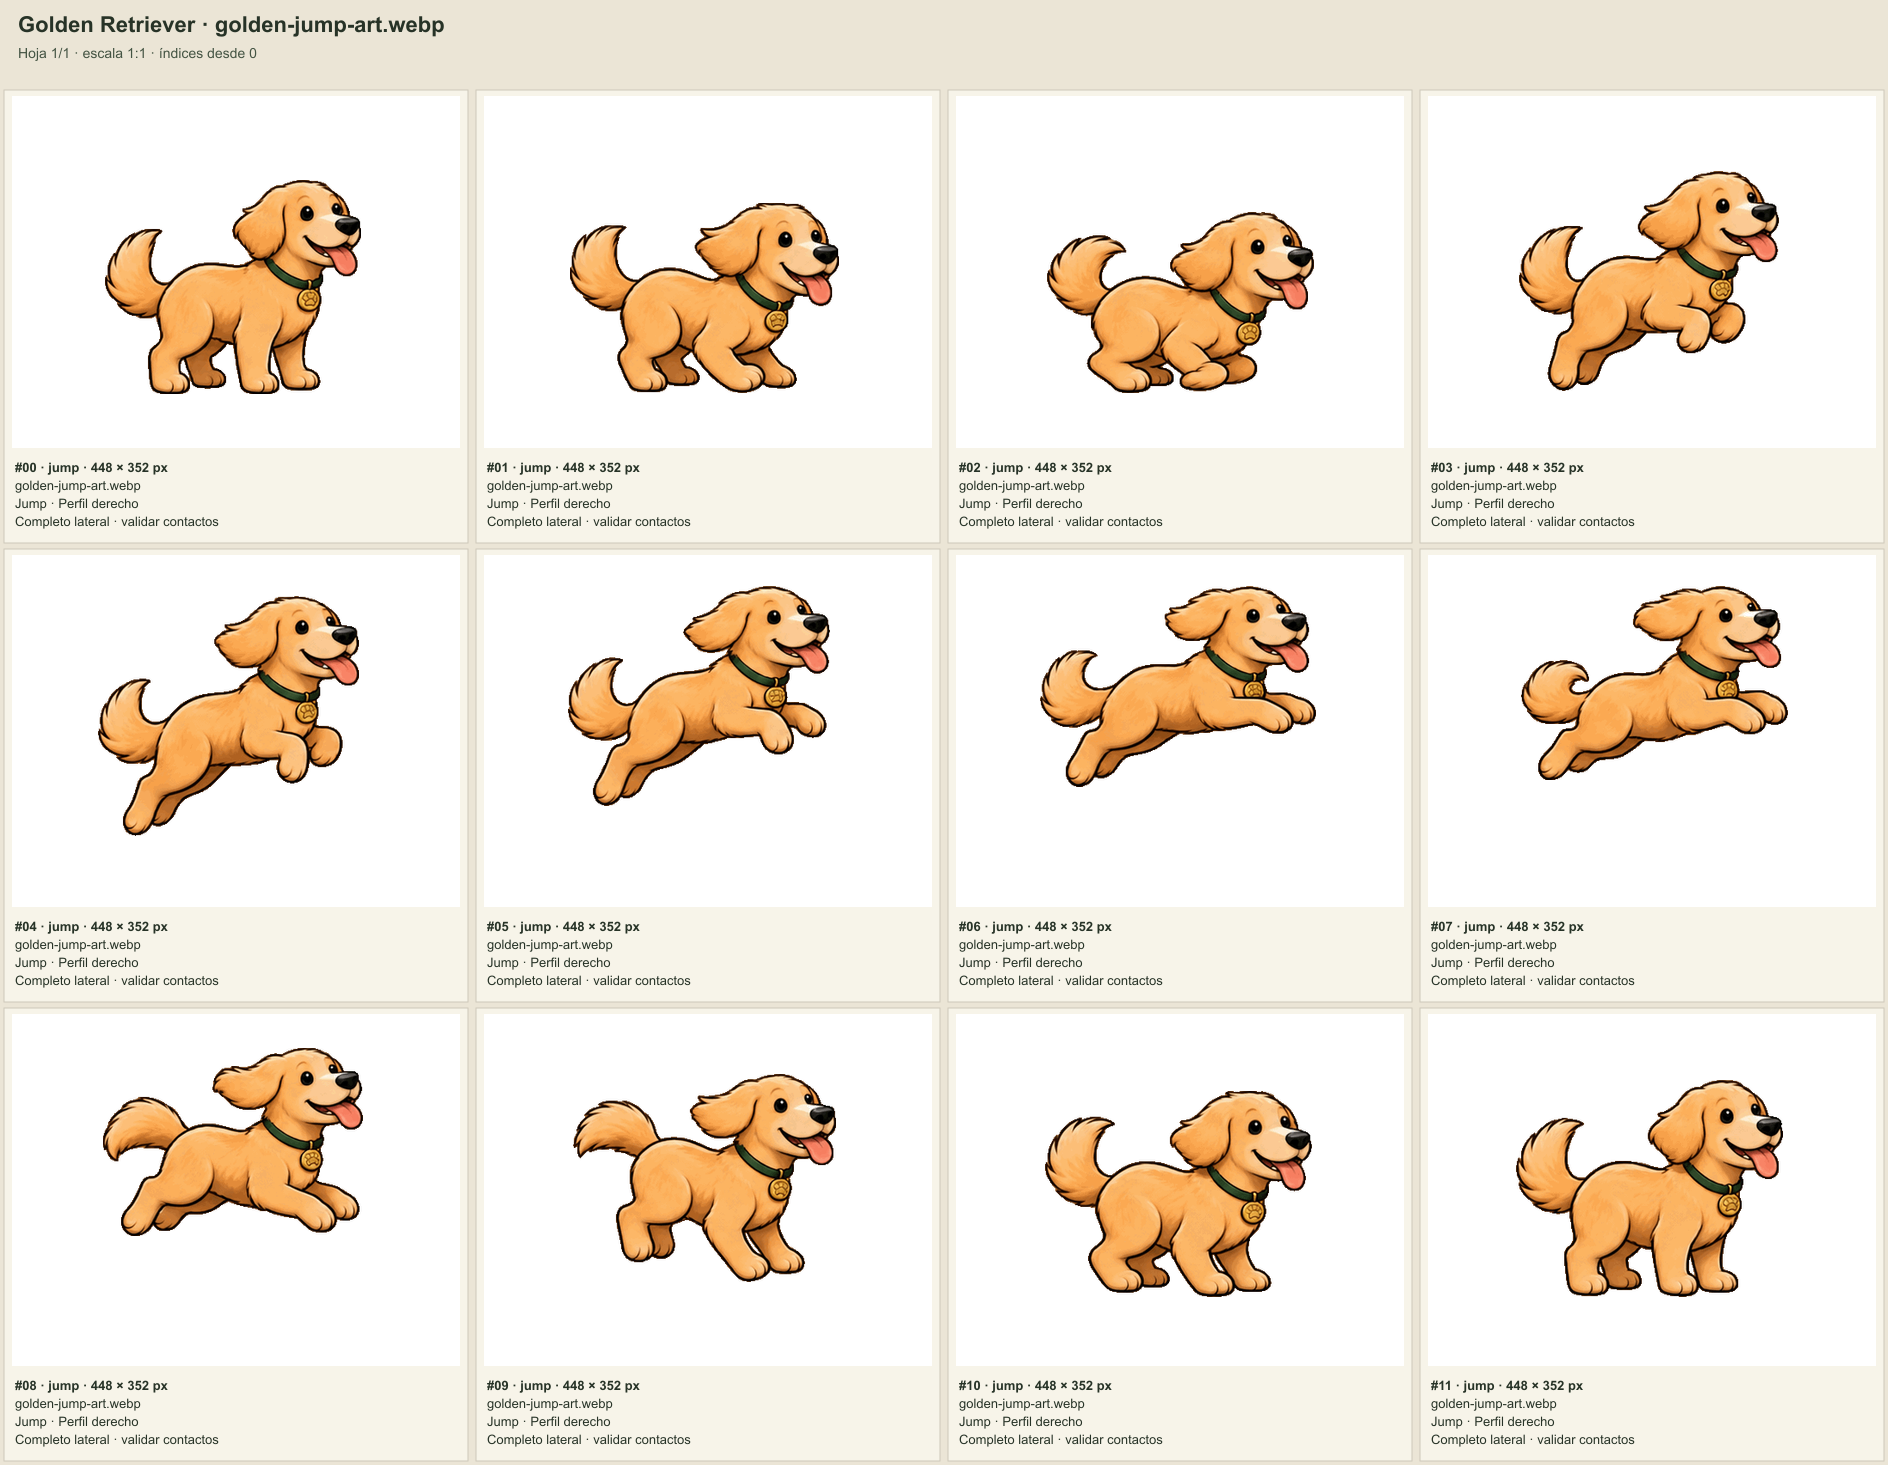 Golden Retriever · golden-jump-art.webp
Hoja 1/1 · escala 1:1 · índices desde 0
#00 · jump · 448 × 352 px
golden-jump-art.webp
Jump · Perfil derecho
Completo lateral · validar contactos
#01 · jump · 448 × 352 px
golden-jump-art.webp
Jump · Perfil derecho
Completo lateral · validar contactos
#02 · jump · 448 × 352 px
golden-jump-art.webp
Jump · Perfil derecho
Completo lateral · validar contactos
#03 · jump · 448 × 352 px
golden-jump-art.webp
Jump · Perfil derecho
Completo lateral · validar contactos
#04 · jump · 448 × 352 px
golden-jump-art.webp
Jump · Perfil derecho
Completo lateral · validar contactos
#05 · jump · 448 × 352 px
golden-jump-art.webp
Jump · Perfil derecho
Completo lateral · validar contactos
#06 · jump · 448 × 352 px
golden-jump-art.webp
Jump · Perfil derecho
Completo lateral · validar contactos
#07 · jump · 448 × 352 px
golden-jump-art.webp
Jump · Perfil derecho
Completo lateral · validar contactos
#08 · jump · 448 × 352 px
golden-jump-art.webp
Jump · Perfil derecho
Completo lateral · validar contactos
#09 · jump · 448 × 352 px
golden-jump-art.webp
Jump · Perfil derecho
Completo lateral · validar contactos
#10 · jump · 448 × 352 px
golden-jump-art.webp
Jump · Perfil derecho
Completo lateral · validar contactos
#11 · jump · 448 × 352 px
golden-jump-art.webp
Jump · Perfil derecho
Completo lateral · validar contactos